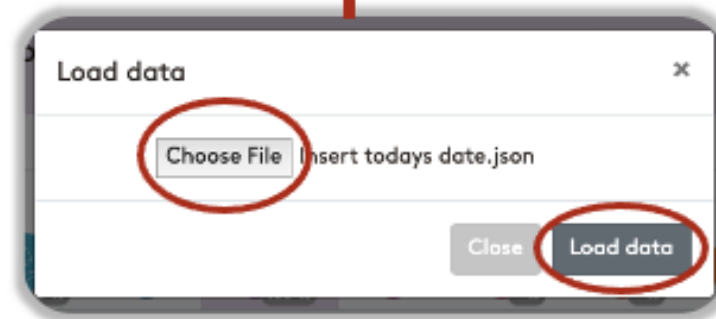 Load data ×
Choose File Insert todays date.json
Close Load data